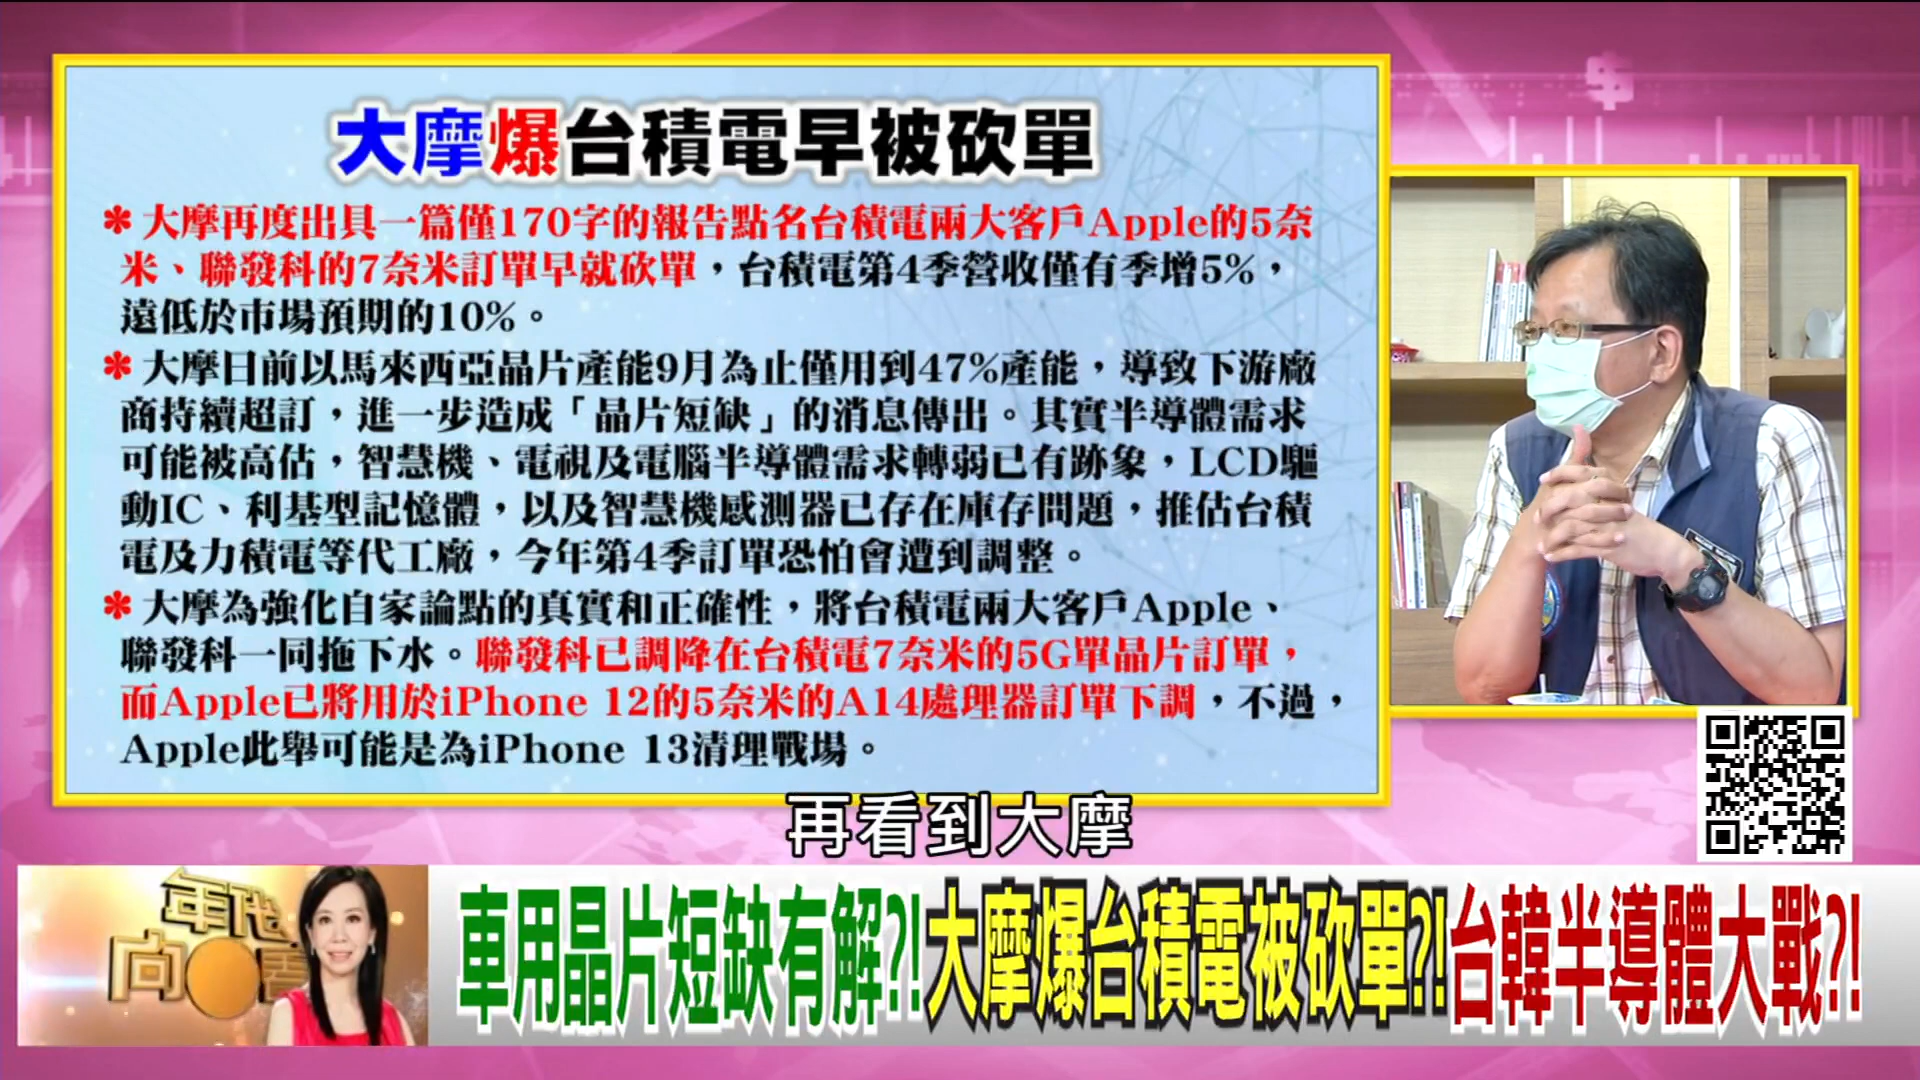 大摩爆台積電早被砍單
✽大摩再度出具一篇僅170字的報告點名台積電兩大客戶Apple的5奈
米、聯發科的7奈米訂單早就砍單，台積電第4季營收僅有季增5%，
遠低於市場預期的10%。
✽大摩日前以馬來西亞晶片產能9月為止僅用到47%產能，導致下游廠
商持續超訂，進一步造成「晶片短缺」的消息傳出。其實半導體需求
可能被高估，智慧機、電視及電腦半導體需求轉弱已有跡象，LCD驅
動IC、利基型記憶體，以及智慧機感測器已存在庫存問題，推估台積
電及力積電等代工廠，今年第4季訂單恐怕會遭到調整。
✽大摩為強化自家論點的真實和正確性，將台積電兩大客戶Apple、
聯發科一同拖下水。聯發科已調降在台積電7奈米的5G單晶片訂單，
而Apple已將用於iPhone 12的5奈米的A14處理器訂單下調，不過，
Apple此舉可能是為iPhone 13清理戰場。
再看到大摩
年代
向
車用晶片短缺有解?!大摩爆台積電被砍單?!台韓半導體大戰?!